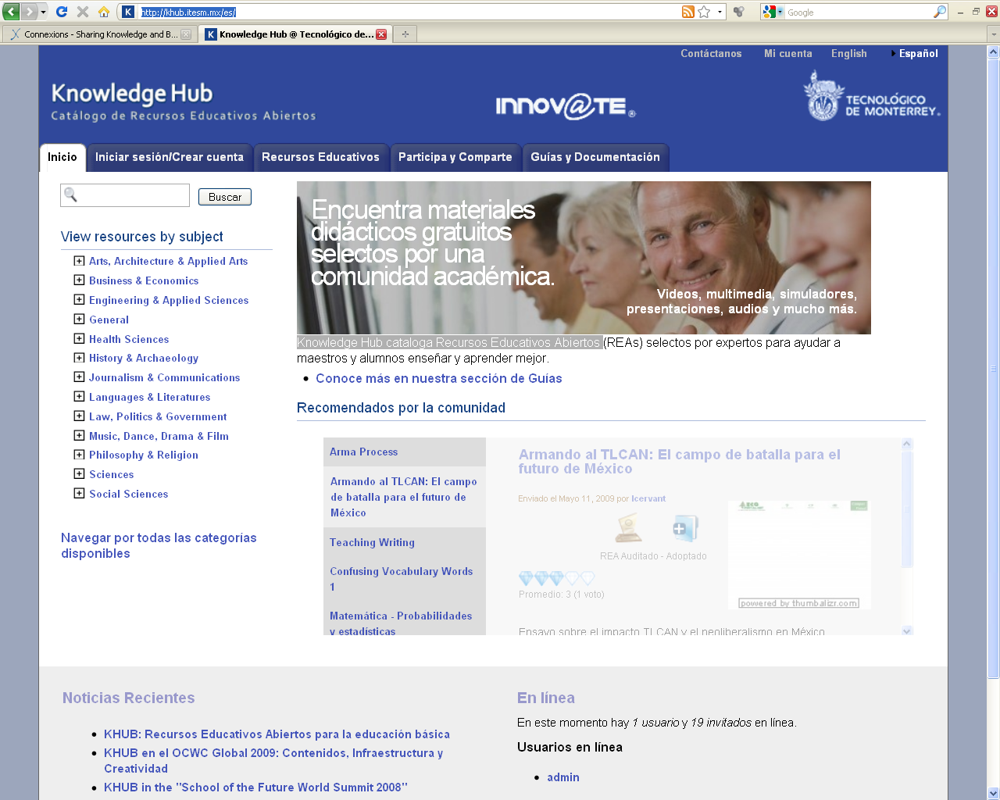 http://khub.itesm.mx/es/
Google
Connexions - Sharing Knowledge and B...
Knowledge Hub @ Tecnológico de...
Contáctanos
Mi cuenta
English
Español
Knowledge Hub
Catálogo de Recursos Educativos Abiertos
INNOV@TE®
TECNOLÓGICO
DE MONTERREY®
Inicio
Iniciar sesión/Crear cuenta
Recursos Educativos
Participa y Comparte
Guías y Documentación
Buscar
View resources by subject
Arts, Architecture & Applied Arts
Business & Economics
Engineering & Applied Sciences
General
Health Sciences
History & Archaeology
Journalism & Communications
Languages & Literatures
Law, Politics & Government
Music, Dance, Drama & Film
Philosophy & Religion
Sciences
Social Sciences
Navegar por todas las categorías
disponibles
Encuentra materiales
didácticos gratuitos
selectos por una
comunidad académica.
Videos, multimedia, simuladores,
presentaciones, audios y mucho más.
Knowledge Hub cataloga Recursos Educativos Abiertos (REAs) selectos por expertos para ayudar a
maestros y alumnos enseñar y aprender mejor.
Conoce más en nuestra sección de Guías
Recomendados por la comunidad
Arma Process
Armando al TLCAN: El campo
de batalla para el futuro de
México
Teaching Writing
Confusing Vocabulary Words
1
Matemática - Probabilidades
y estadísticas
Armando al TLCAN: El campo de batalla para el
futuro de México
Enviado el Mayo 11, 2009 por lcervant
REA Auditado - Adoptado
Promedio: 3 (1 voto)
powered by thumbalizr.com
Ensayo sobre el impacto TLCAN y el neoliberalismo en México
Noticias Recientes
KHUB: Recursos Educativos Abiertos para la educación básica
KHUB en el OCWC Global 2009: Contenidos, Infraestructura y
Creatividad
KHUB in the "School of the Future World Summit 2008"
En línea
En este momento hay 1 usuario y 19 invitados en línea.
Usuarios en línea
admin